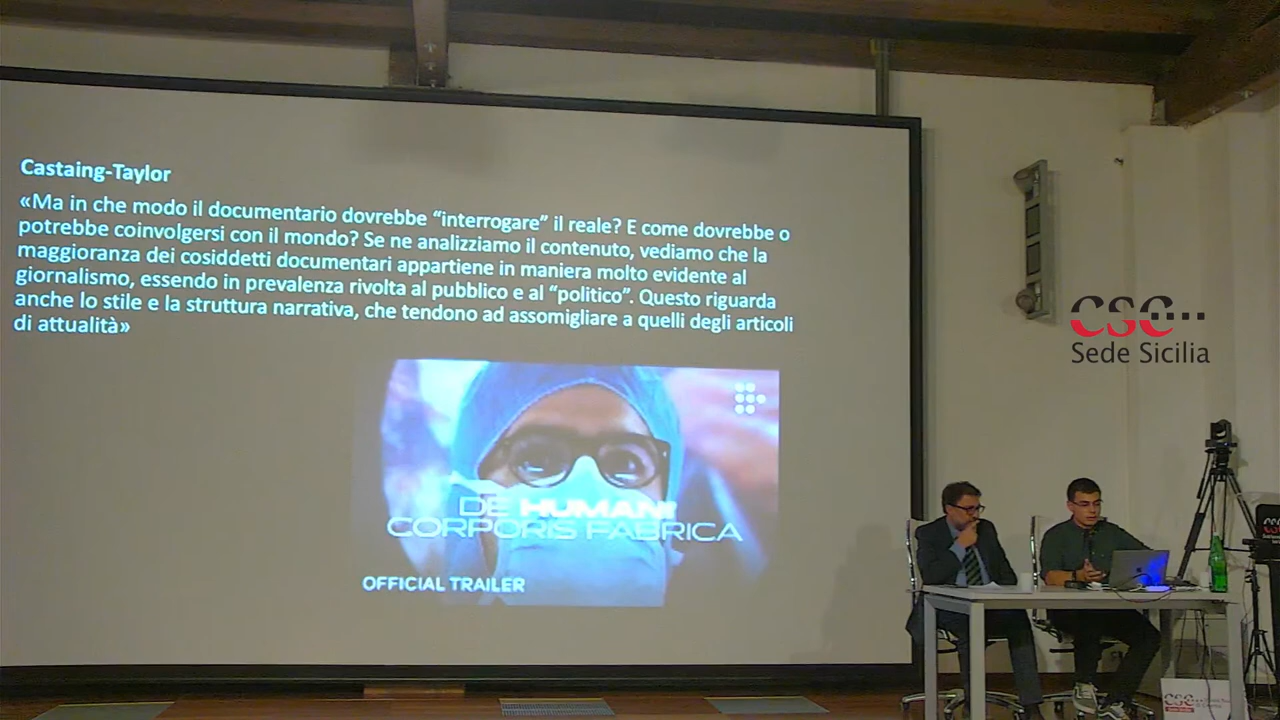 Castaing-Taylor
«Ma in che modo il documentario dovrebbe “interrogare” il reale? E come dovrebbe o
potrebbe coinvolgersi con il mondo? Se ne analizziamo il contenuto, vediamo che la
maggioranza dei cosiddetti documentari appartiene in maniera molto evidente al
giornalismo, essendo in prevalenza rivolta al pubblico e al “politico”. Questo riguarda
anche lo stile e la struttura narrativa, che tendono ad assomigliare a quelli degli articoli
di attualità»
DE HUMANI
CORPORIS FABRICA
OFFICIAL TRAILER
CSC
Sede Sicilia
CSC